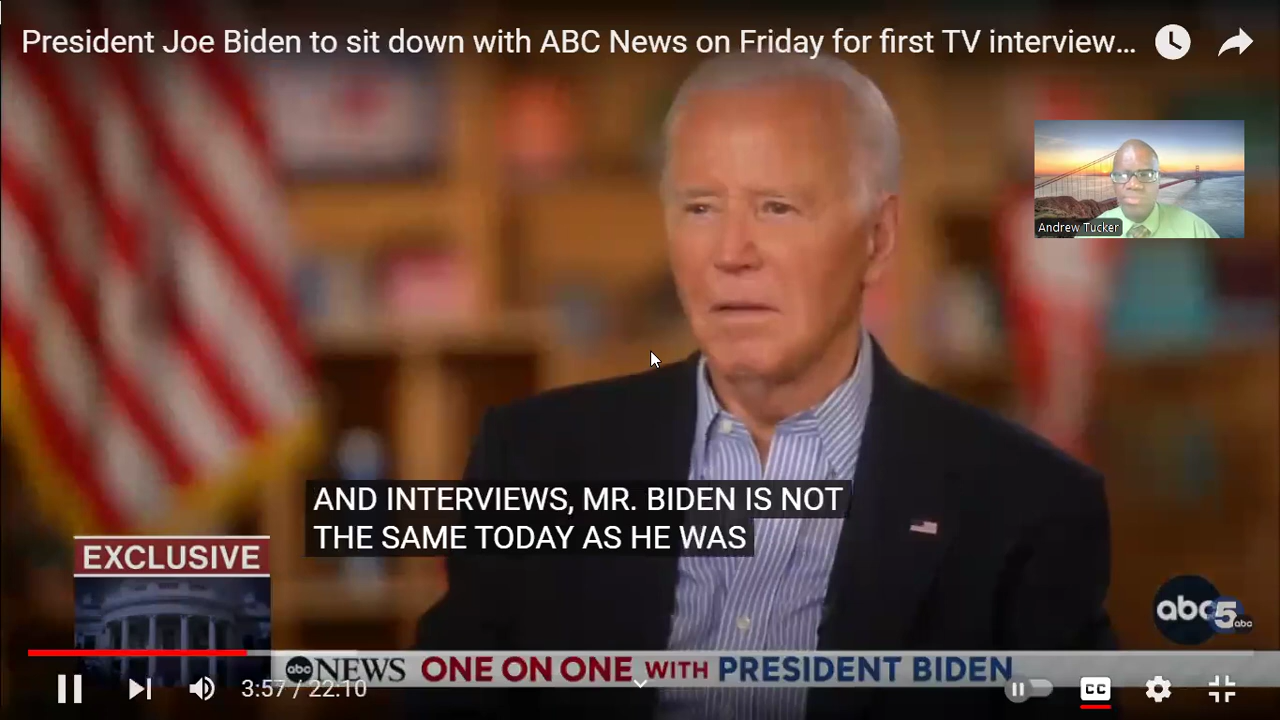 President Joe Biden to sit down with ABC News on Friday for first TV interview...
Andrew Tucker
AND INTERVIEWS, MR. BIDEN IS NOT
THE SAME TODAY AS HE WAS
EXCLUSIVE
abc 5 abc
abc NEWS ONE ON ONE WITH PRESIDENT BIDEN
3:57 / 22:10
CC